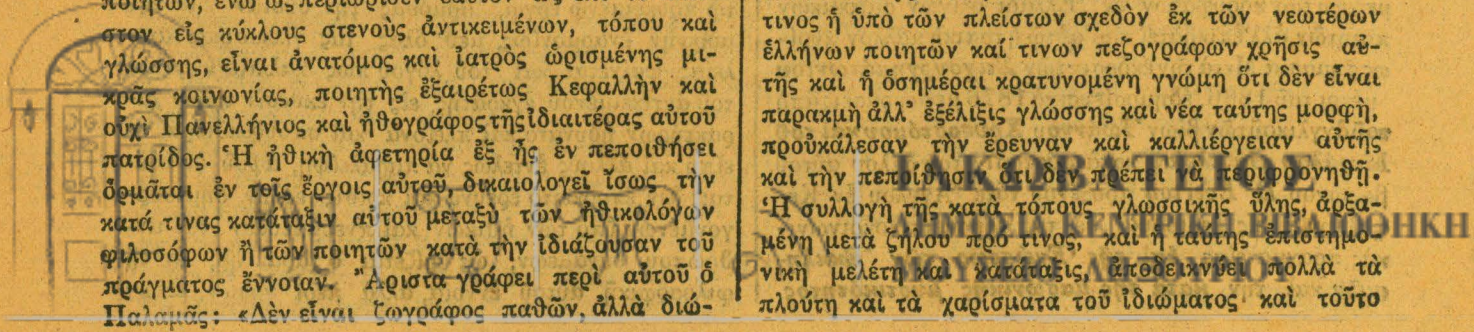 στον εἰς κύκλους στενοὺς ἀντικειμένων, τόπου καὶ
γλώσσης, εἶναι ἀνατόμος καὶ ἰατρὸς ὡρισμένης μι-
κρᾶς κοινωνίας, ποιητὴς ἐξαιρέτως Κεφαλλὴν καὶ
οὐχὶ Πανελλήνιος καὶ ἠθογράφος τῆς ἰδιαιτέρας αὐτοῦ
πατρίδος. Ἡ ἠθικὴ ἀφετηρία ἐξ ἧς ἐν πεποιθήσει
ὁρμᾶται ἐν τοῖς ἔργοις αὐτοῦ, δικαιολογεῖ ἴσως τὴν
κατά τινας κατάταξιν αὐτοῦ μεταξὺ τῶν ἠθικολόγων
φιλοσόφων ἢ τῶν ποιητῶν κατὰ τὴν ἰδιάζουσαν τοῦ
πράγματος ἔννοιαν. Ἄριστα γράφει περὶ αὐτοῦ ὁ
Παλαμᾶς: «Δὲν εἶναι ζωγράφος παθῶν, ἀλλὰ διώ-
τινος ἡ ὑπὸ τῶν πλείστων σχεδὸν ἐκ τῶν νεωτέρων
ἑλλήνων ποιητῶν καί τινων πεζογράφων χρῆσις αὐ-
τῆς καὶ ἡ ὁσημέραι κρατυνομένη γνώμη ὅτι δὲν εἶναι
παρακμὴ ἀλλ' ἐξέλιξις γλώσσης καὶ νέα ταύτης μορφὴ,
προὐκάλεσαν τὴν ἔρευναν καὶ καλλιέργειαν αὐτῆς
καὶ τὴν πεποίθησιν ὅτι δὲν πρέπει νὰ περιφρονηθῇ.
Ἡ συλλογὴ τῆς κατὰ τόπους γλωσσικῆς ὕλης, ἀρξα-
μένη μετὰ ζήλου πρό τινος, καὶ ἡ ταύτης ἐπιστημο-
νικὴ μελέτη καὶ κατάταξις, ἀποδεικνύει πολλὰ τὰ
πλούτη καὶ τὰ χαρίσματα τοῦ ἰδιώματος καὶ τοῦτο
ΙΑΚΩΒΑΤΕΙΟΣ
ΔΗΜΟΣΙΑ ΚΕΝΤΡΙΚΗ ΒΙΒΛΙΟΘΗΚΗ
ΜΟΥΣΕΙΟ ΛΗΞΟΥΡΙΟΥ